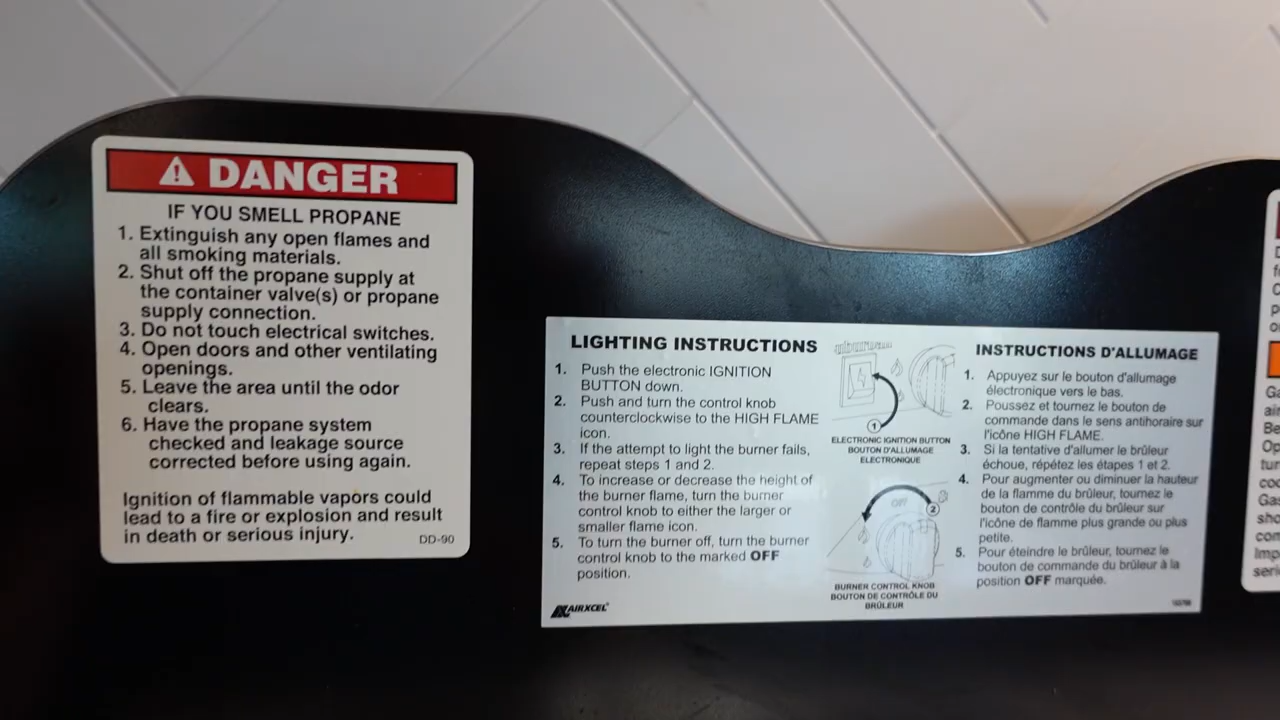 DANGER
IF YOU SMELL PROPANE
1. Extinguish any open flames and
all smoking materials.
2. Shut off the propane supply at
the container valve(s) or propane
supply connection.
3. Do not touch electrical switches.
4. Open doors and other ventilating
openings.
5. Leave the area until the odor
clears.
6. Have the propane system
checked and leakage source
corrected before using again.
Ignition of flammable vapors could
lead to a fire or explosion and result
in death or serious injury.
DD-90
LIGHTING INSTRUCTIONS
1. Push the electronic IGNITION
BUTTON down.
2. Push and turn the control knob
counterclockwise to the HIGH FLAME
icon.
3. If the attempt to light the burner fails,
repeat steps 1 and 2.
4. To increase or decrease the height of
the burner flame, turn the burner
control knob to either the larger or
smaller flame icon.
5. To turn the burner off, turn the burner
control knob to the marked OFF
position.
AIRXCEL
1
ELECTRONIC IGNITION BUTTON
BOUTON D'ALLUMAGE
ELECTRONIQUE
OFF
2
BURNER CONTROL KNOB
BOUTON DE CONTRÔLE DU
BRÛLEUR
INSTRUCTIONS D'ALLUMAGE
1. Appuyez sur le bouton d'allumage
électronique vers le bas.
2. Poussez et tournez le bouton de
commande dans le sens antihoraire sur
l'icône HIGH FLAME.
3. Si la tentative d'allumer le brûleur
échoue, répétez les étapes 1 et 2.
4. Pour augmenter ou diminuer la hauteur
de la flamme du brûleur, tournez le
bouton de contrôle du brûleur sur
l'icône de flamme plus grande ou plus
petite.
5. Pour éteindre le brûleur, tournez le
bouton de commande du brûleur à la
position OFF marquée.